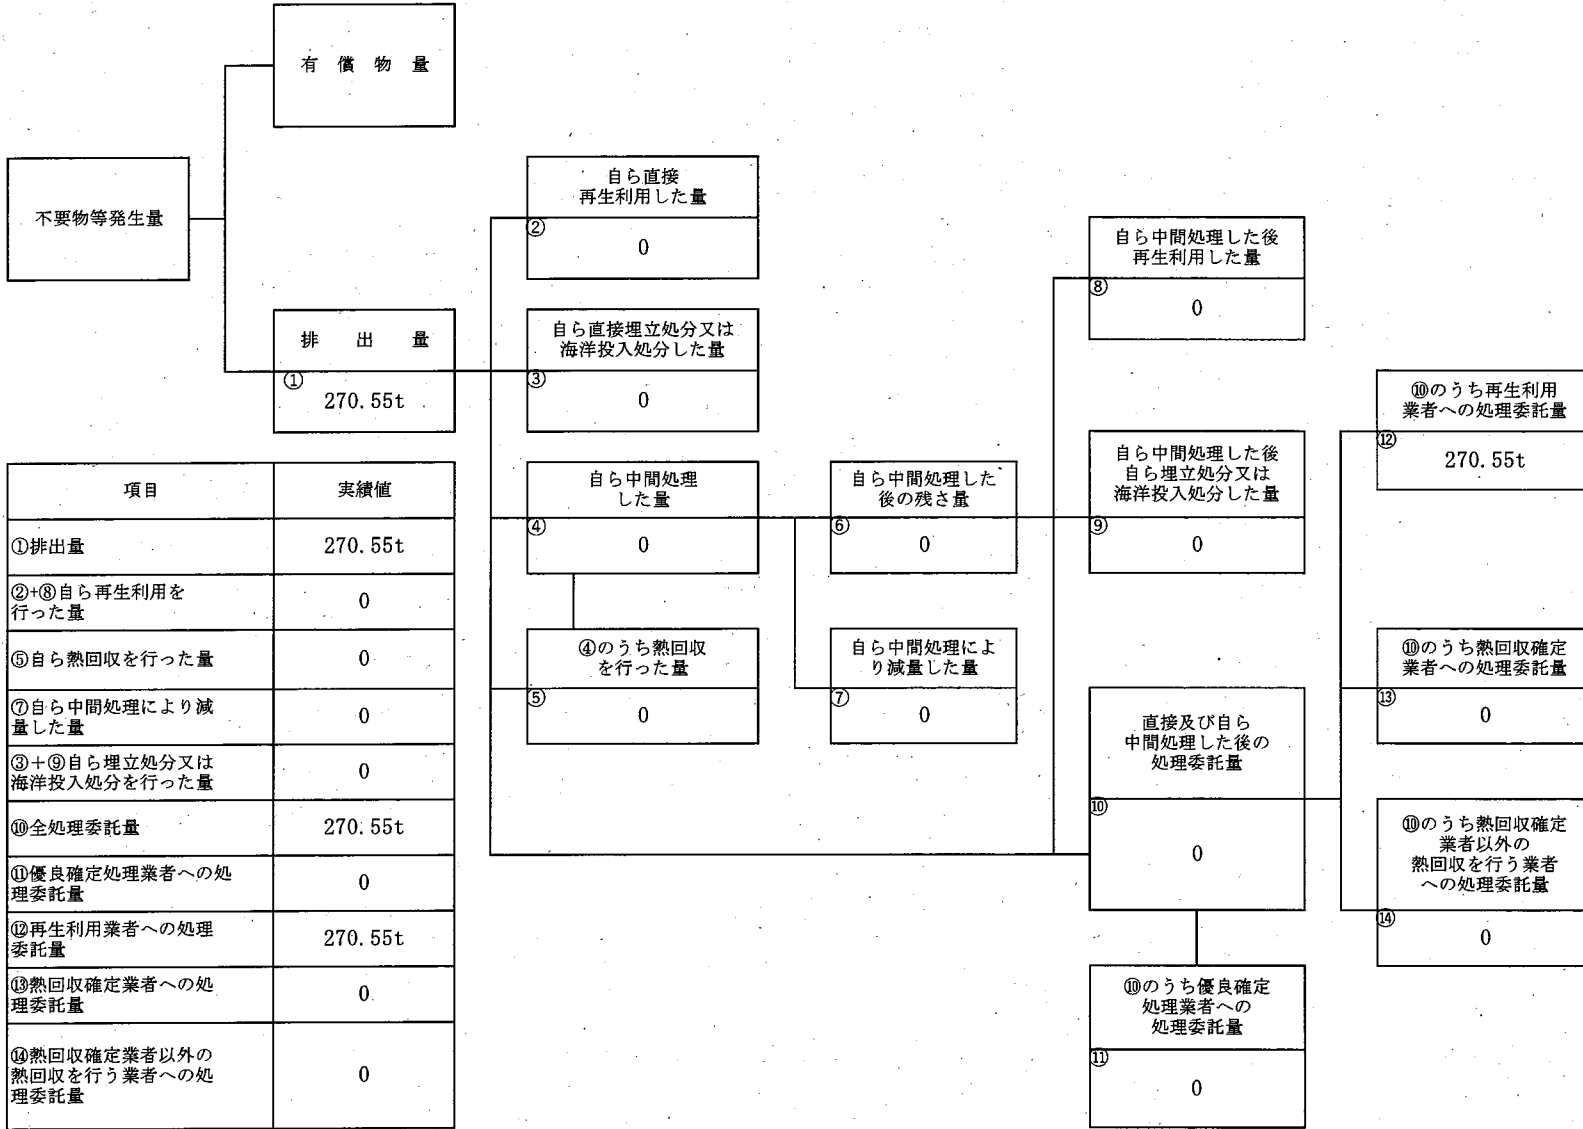 有償物量
不要物等発生量
排出量
①
270.55t
自ら直接
再生利用した量
②
0
自ら直接埋立処分又は
海洋投入処分した量
③
0
自ら中間処理
した量
④
0
④のうち熱回収
を行った量
⑤
0
自ら中間処理した
後の残さ量
⑥
0
自ら中間処理によ
り減量した量
⑦
0
自ら中間処理した後
再生利用した量
⑧
0
自ら中間処理した後
自ら埋立処分又は
海洋投入処分した量
⑨
0
直接及び自ら
中間処理した後の
処理委託量
⑩
0
⑩のうち優良確定
処理業者への
処理委託量
⑪
0
⑩のうち再生利用
業者への処理委託量
⑫
270.55t
⑩のうち熱回収確定
業者への処理委託量
⑬
0
⑩のうち熱回収確定
業者以外の
熱回収を行う業者
への処理委託量
⑭
0
項目 実績値
①排出量 270.55t
②+⑧自ら再生利用を
行った量 0
⑤自ら熱回収を行った量 0
⑦自ら中間処理により減
量した量 0
③+⑨自ら埋立処分又は
海洋投入処分を行った量 0
⑩全処理委託量 270.55t
⑪優良確定処理業者への処
理委託量 0
⑫再生利用業者への処理
委託量 270.55t
⑬熱回収確定業者への処
理委託量 0
⑭熱回収確定業者以外の
熱回収を行う業者への処
理委託量 0